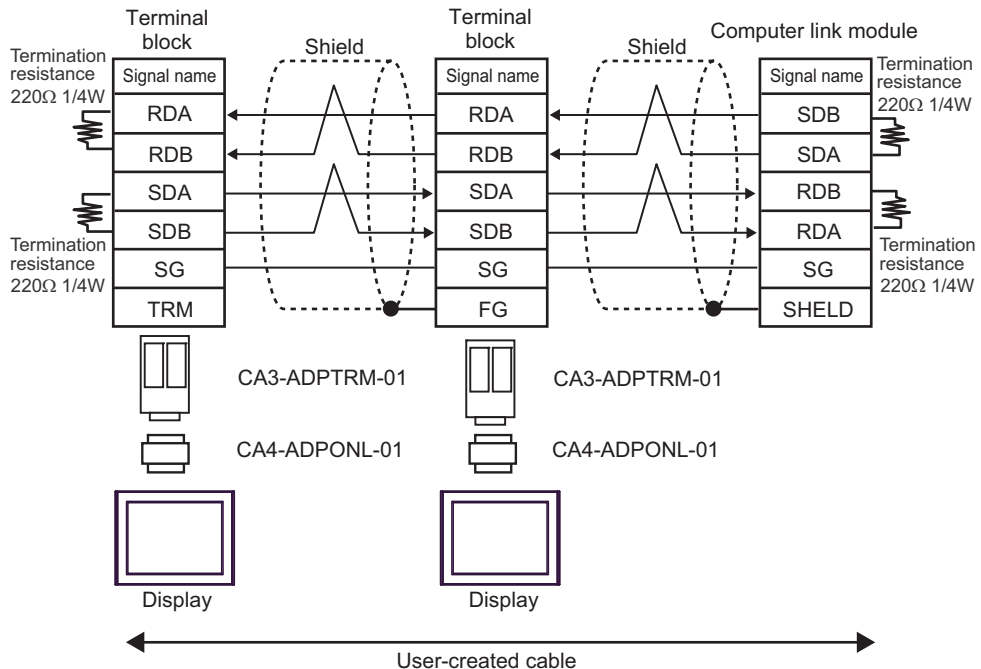 Terminal
block
Shield
Terminal
block
Shield
Computer link module
Termination
resistance
220Ω 1/4W
Signal name
RDA
RDB
SDA
SDB
SG
TRM
Termination
resistance
220Ω 1/4W
Signal name
RDA
RDB
SDA
SDB
SG
FG
Signal name
SDB
SDA
RDB
RDA
SG
SHELD
Termination
resistance
220Ω 1/4W
Termination
resistance
220Ω 1/4W
CA3-ADPTRM-01
CA3-ADPTRM-01
CA4-ADPONL-01
CA4-ADPONL-01
Display
Display
User-created cable